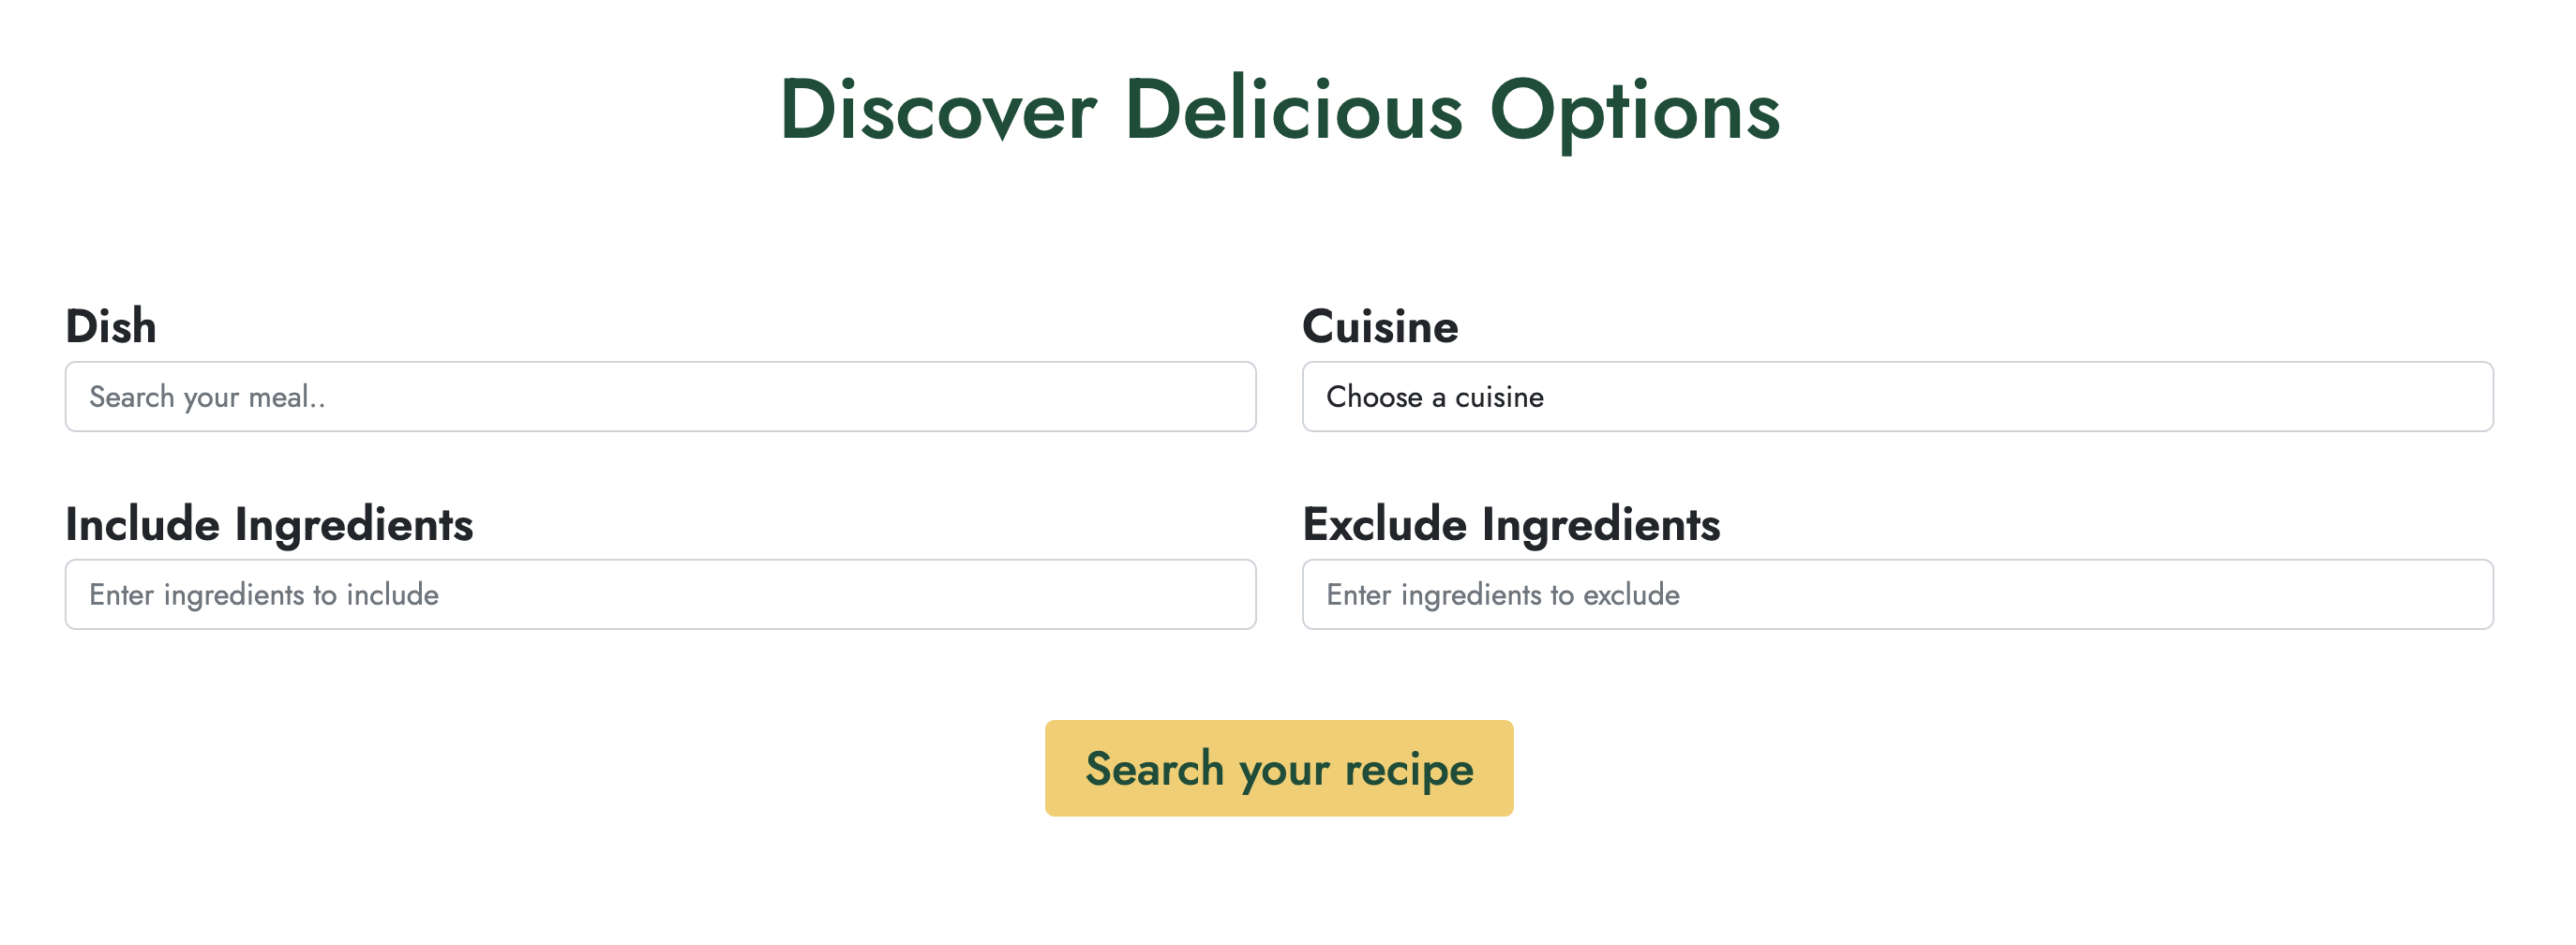 Discover Delicious Options
Dish
Search your meal..
Cuisine
Choose a cuisine
Include Ingredients
Enter ingredients to include
Exclude Ingredients
Enter ingredients to exclude
Search your recipe